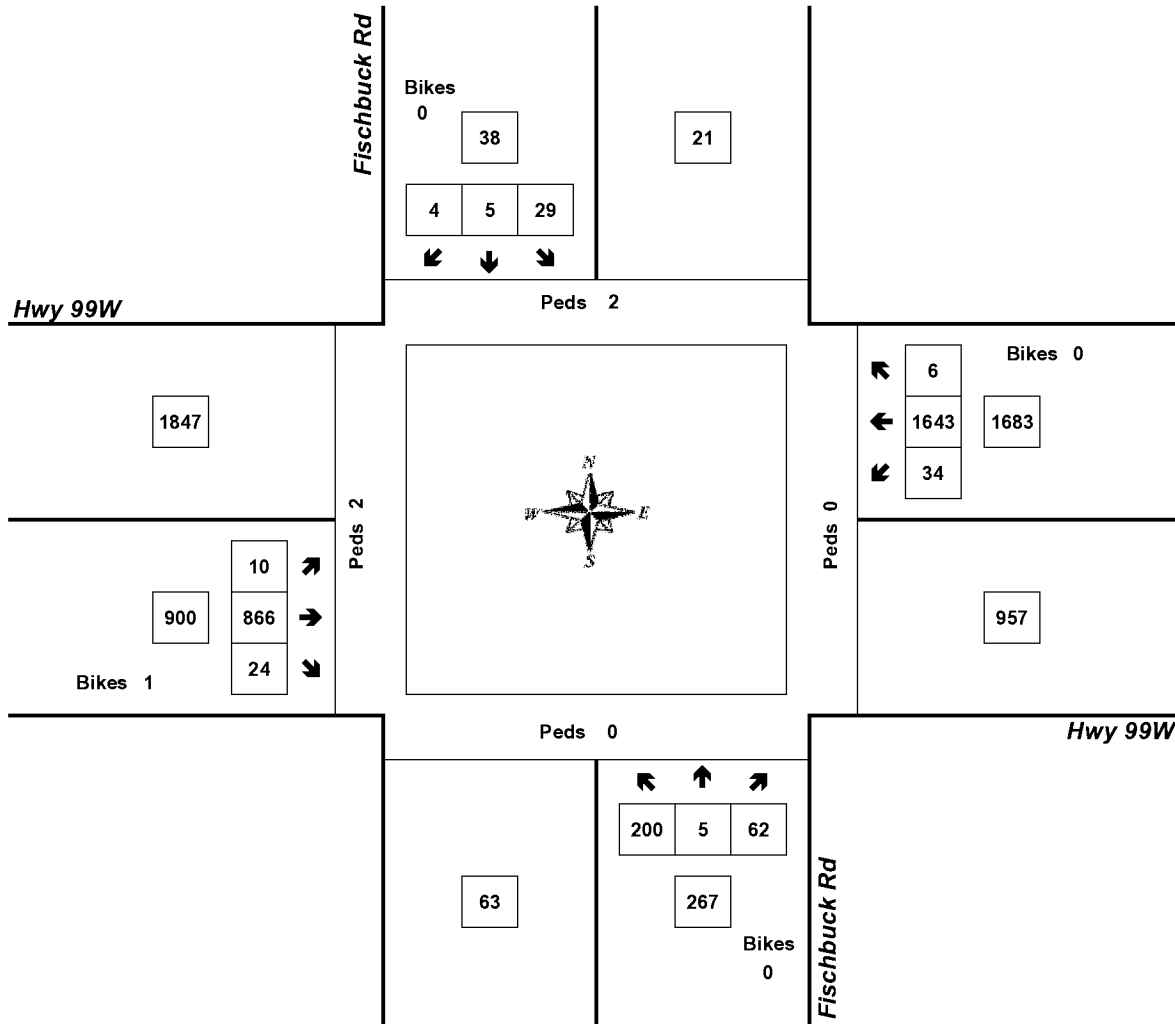 Fischbuck Rd
Bikes
0
38
21
4 5 29
Peds 2
Hwy 99W
Bikes 0
6
1847
1643 1683
34
N
W E
S
Peds 2
Peds 0
10
900 866
24
957
Bikes 1
Peds 0
Hwy 99W
200 5 62
63
267
Fischbuck Rd
Bikes
0